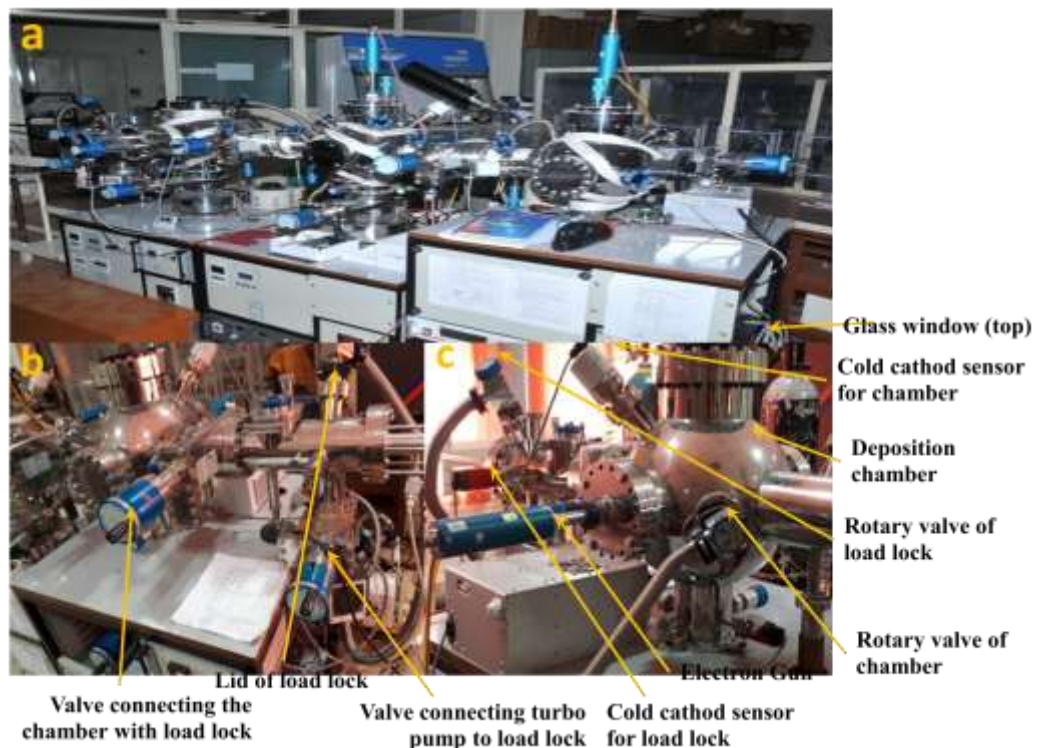 a
Glass window (top)
Cold cathod sensor
for chamber
b
c
Deposition
chamber
Rotary valve of
load lock
Rotary valve of
chamber
Lid of load lock
Electron Gun
Valve connecting the
chamber with load lock
Valve connecting turbo
pump to load lock
Cold cathod sensor
for load lock